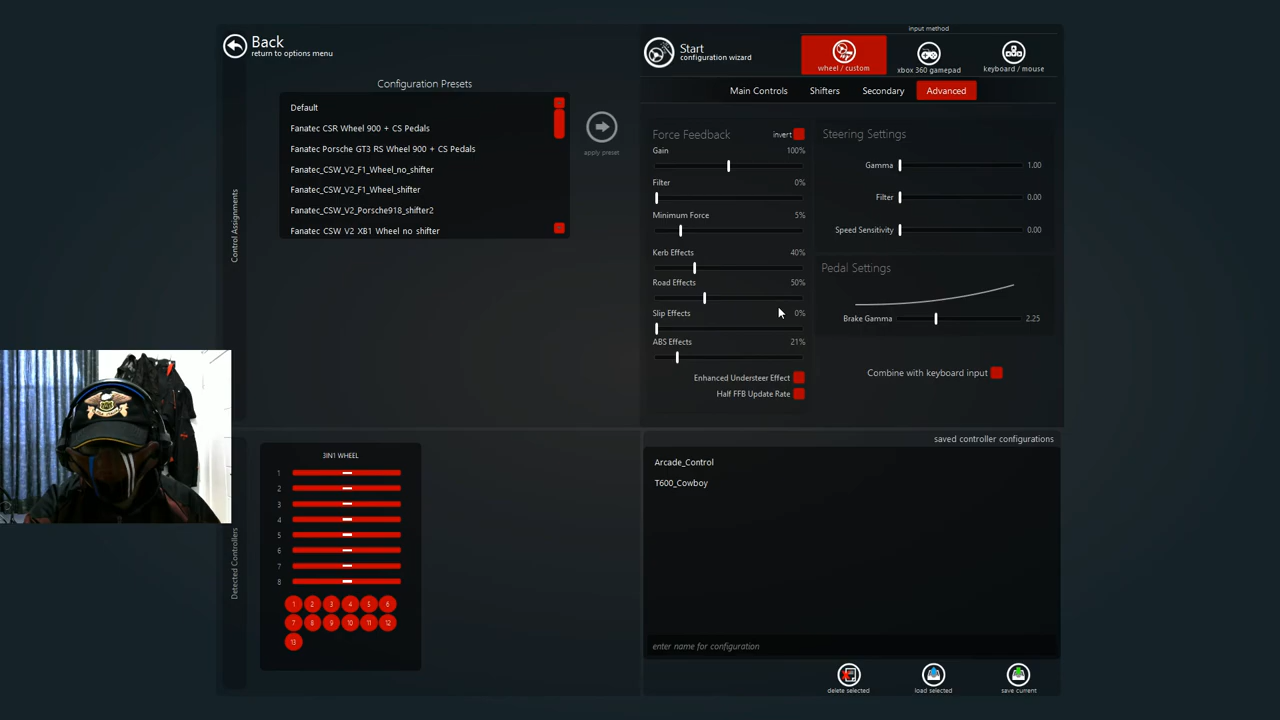 Back
return to options menu
Configuration Presets
Default
Fanatec CSR Wheel 900 + CS Pedals
Fanatec Porsche GT3 RS Wheel 900 + CS Pedals
Fanatec_CSW_V2_F1_Wheel_no_shifter
Fanatec_CSW_V2_F1_Wheel_shifter
Fanatec_CSW_V2_Porsche918_shifter2
Fanatec CSW V2 XB1 Wheel no shifter
apply preset
Control Assignments
Start
configuration wizard
input method
wheel / custom
xbox 360 gamepad
keyboard / mouse
Main Controls
Shifters
Secondary
Advanced
Force Feedback
invert
Gain 100%
Filter 0%
Minimum Force 5%
Kerb Effects 40%
Road Effects 50%
Slip Effects 0%
ABS Effects 21%
Enhanced Understeer Effect
Half FFB Update Rate
Steering Settings
Gamma 1.00
Filter 0.00
Speed Sensitivity 0.00
Pedal Settings
Brake Gamma 2.25
Combine with keyboard input
Detected Controllers
3IN1 WHEEL
1
2
3
4
5
6
7
8
1 2 3 4 5 6
7 8 9 10 11 12
13
saved controller configurations
Arcade_Control
T600_Cowboy
enter name for configuration
delete selected
load selected
save current